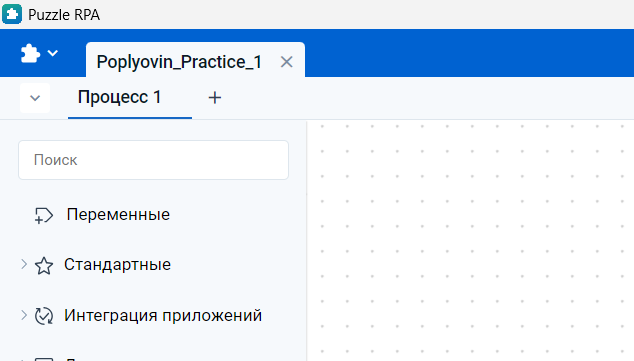 Puzzle RPA
Poplyovin_Practice_1
Процесс 1
Поиск
Переменные
Стандартные
Интеграция приложений